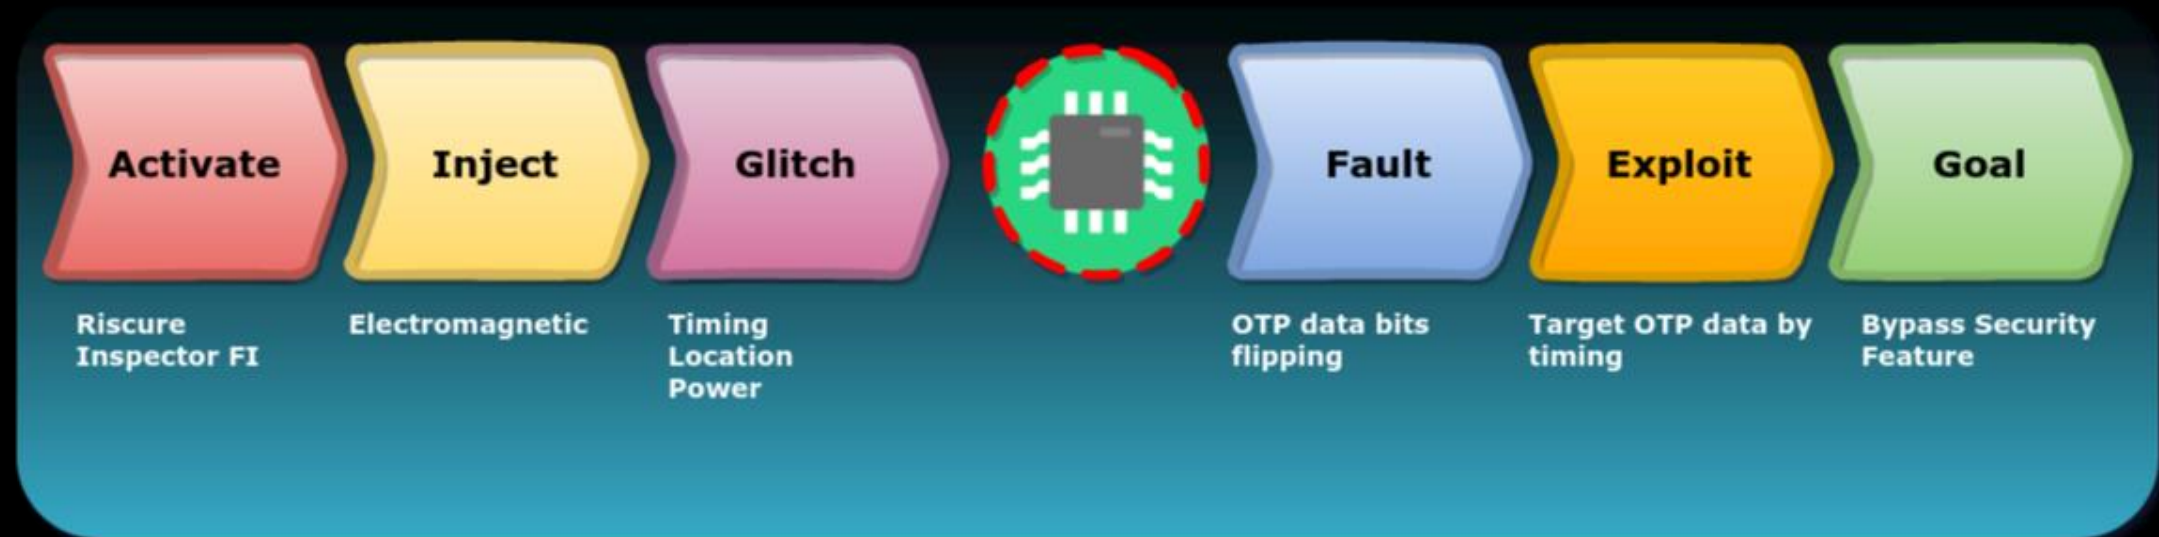 Activate
Inject
Glitch
Fault
Exploit
Goal
Riscure
Inspector FI
Electromagnetic
Timing
Location
Power
OTP data bits
flipping
Target OTP data by
timing
Bypass Security
Feature